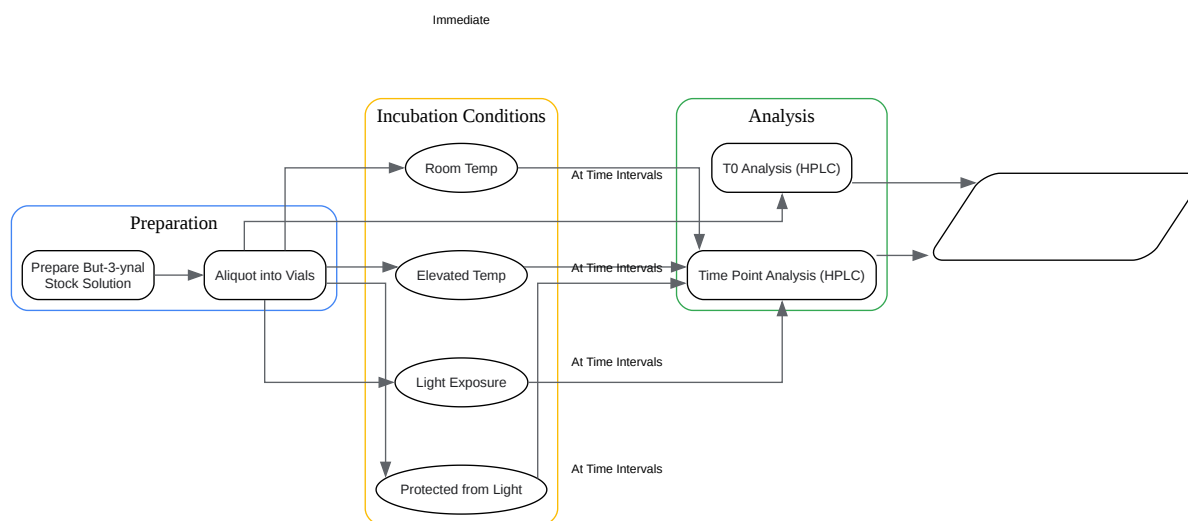 Immediate
Incubation Conditions
Analysis
Room Temp
T0 Analysis (HPLC)
At Time Intervals
Preparation
Prepare But-3-ynal
Stock Solution
Aliquot into Vials
Elevated Temp
At Time Intervals
Time Point Analysis (HPLC)
Light Exposure
At Time Intervals
Protected from Light
At Time Intervals